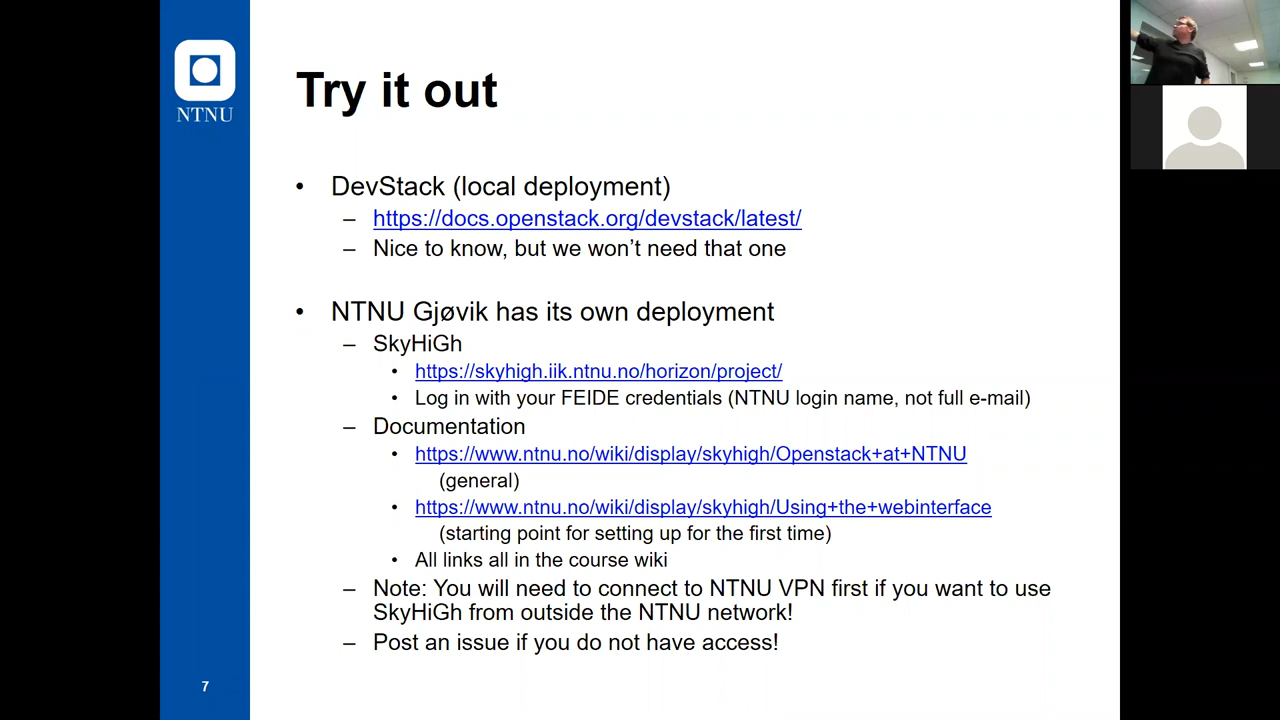 NTNU
Try it out
• DevStack (local deployment)
– https://docs.openstack.org/devstack/latest/
– Nice to know, but we won’t need that one
• NTNU Gjøvik has its own deployment
– SkyHiGh
• https://skyhigh.iik.ntnu.no/horizon/project/
• Log in with your FEIDE credentials (NTNU login name, not full e-mail)
– Documentation
• https://www.ntnu.no/wiki/display/skyhigh/Openstack+at+NTNU
(general)
• https://www.ntnu.no/wiki/display/skyhigh/Using+the+webinterface
(starting point for setting up for the first time)
• All links all in the course wiki
– Note: You will need to connect to NTNU VPN first if you want to use
SkyHiGh from outside the NTNU network!
– Post an issue if you do not have access!
7